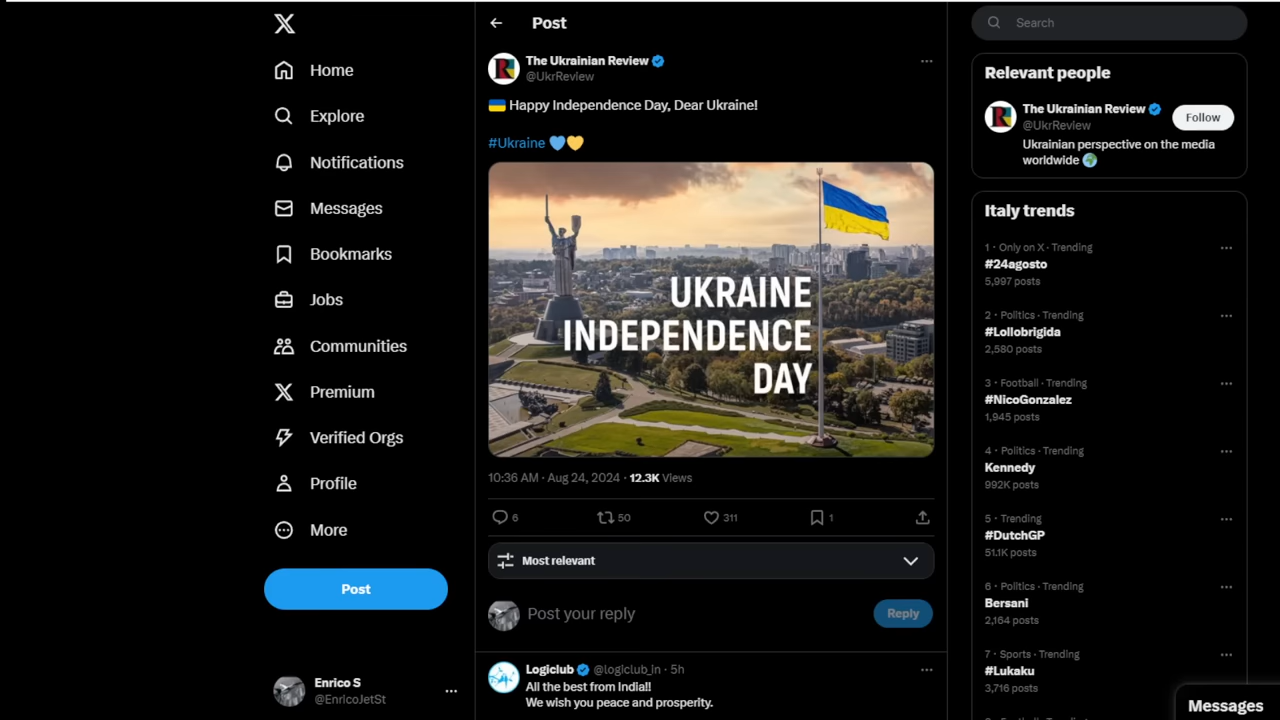 Home
Explore
Notifications
Messages
Bookmarks
Jobs
Communities
Premium
Verified Orgs
Profile
More
Post
Enrico S
@EnricoJetSt
Post
The Ukrainian Review
@UkrReview
Happy Independence Day, Dear Ukraine!
#Ukraine
UKRAINE
INDEPENDENCE
DAY
10:36 AM · Aug 24, 2024 · 12.3K Views
6 50 311 1
Most relevant
Post your reply
Reply
Logiclub @logiclub_in · 5h
All the best from India!!
We wish you peace and prosperity.
Search
Relevant people
The Ukrainian Review
@UkrReview
Follow
Ukrainian perspective on the media
worldwide
Italy trends
1 · Only on X · Trending
#24agosto
5,997 posts
2 · Politics · Trending
#Lollobrigida
2,580 posts
3 · Football · Trending
#NicoGonzalez
1,945 posts
4 · Politics · Trending
Kennedy
992K posts
5 · Trending
#DutchGP
51.1K posts
6 · Politics · Trending
Bersani
2,164 posts
7 · Sports · Trending
#Lukaku
3,716 posts
Messages